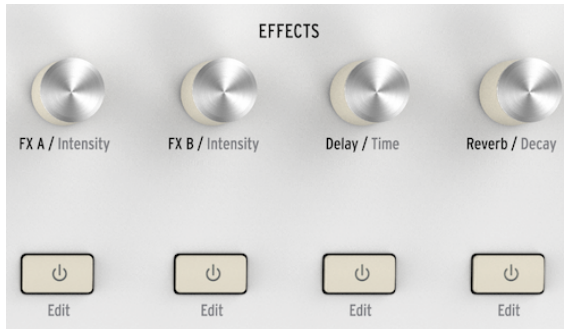 EFFECTS
FX A / Intensity FX B / Intensity Delay / Time Reverb / Decay
Edit Edit Edit Edit